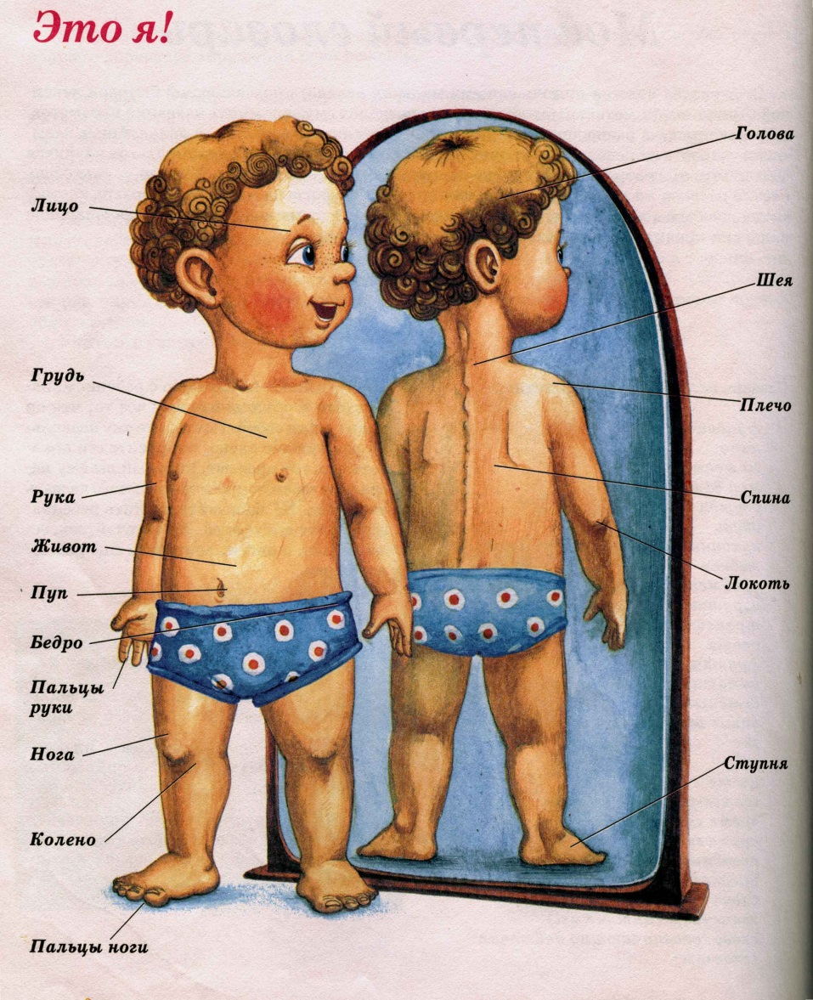 Это я!
Лицо
Грудь
Рука
Живот
Пуп
Бедро
Пальцы
руки
Нога
Колено
Пальцы ноги
Голова
Шея
Плечо
Спина
Локоть
Ступня